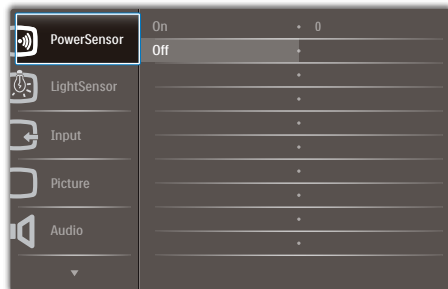 PowerSensor
On 0
Off
LightSensor
Input
Picture
Audio